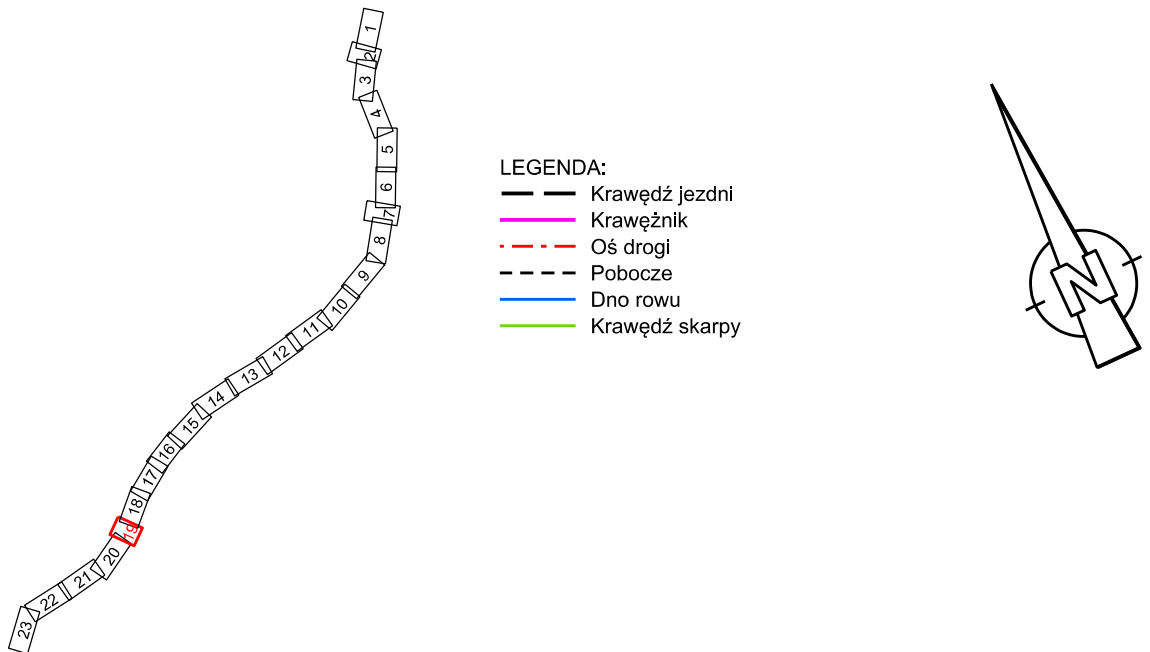 1
2
3
4
5
6
7
8
9
10
11
12
13
14
15
16
17
18
19
20
21
22
23
LEGENDA:
Krawędź jezdni
Krawężnik
Oś drogi
Pobocze
Dno rowu
Krawędź skarpy
N